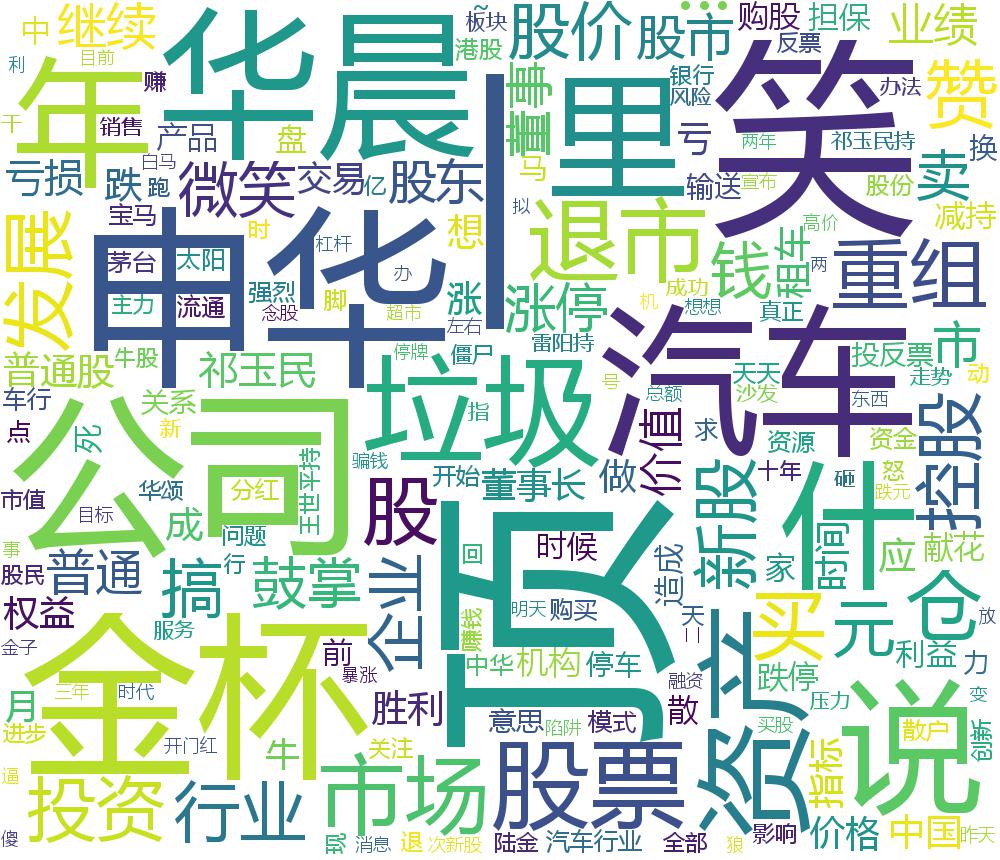 板块
购股
担保
业绩
中
继续
目前
利
赚
年
华晨
股价
股市
港股
反票
银行
风险
办法
赞
干
销售
产品
盘
董事
里
笑
亏
两年
祁玉民持
换
白马
亏损
跌
跑
微笑
交易
亿
股东
马
输送
宣布
股份
卖
减持
宝马
时
杠杆
想
拟
退市
高价
发展
申华
茅台
太阳
办
钱
租车
两
重组
主力
流通
强烈
念股
脚
超市
涨
涨停
机
成功
想想
真正
左右
普通股
牛股
祁玉民
停牌
僵尸
雷阳持
汽车
投反票
市
动
天天
走势
车行
关系
垃圾
号
总额
沙发
东西
点
死
新
指
价值
求
资源
资金
控股
公司
王世平持
骗钱
开始
董事长
做
十年
砸
怒
跌元
市值
华颂
分红
目标
成
问题
股
顶
新股
什
时间
应
献花
事
股民
普通
搞
行
鼓掌
企业
回
时候
造成
家
仓
放
权益
服务
赚钱
明天
购买
天
二
买
元
金子
金杯
前
暴涨
中华
机构
停车
融资
资产
跌停
利益
力
月
三年
时代
胜利
意思
陷阱
模式
散
买股
压力
说
变
进步
开门红
牛
关注
股票
散户
创新
逼
投资
行业
市场
指标
傻
现
消息
退
次新股
陆金
汽车行业
全部
狼
影响
价格
中国
昨天